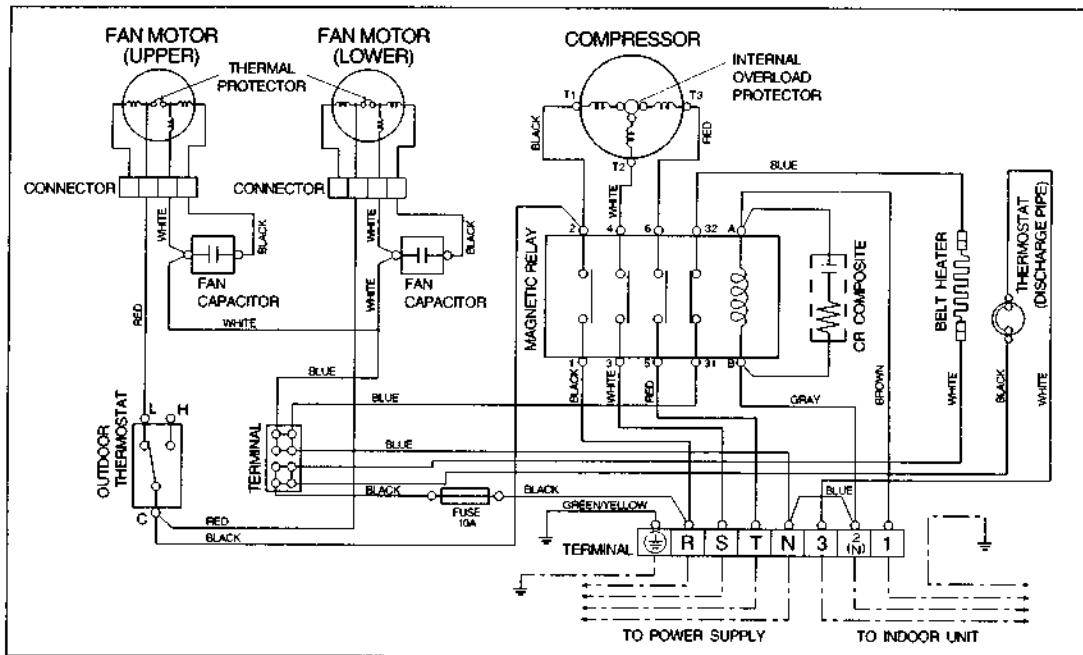 FAN MOTOR
(UPPER)
FAN MOTOR
(LOWER)
COMPRESSOR
THERMAL
PROTECTOR
INTERNAL
OVERLOAD
PROTECTOR
T1
T3
T2
BLACK
RED
WHITE
BLUE
CONNECTOR
CONNECTOR
WHITE
BLACK
WHITE
BLACK
FAN
CAPACITOR
FAN
CAPACITOR
RED
WHITE
WHITE
2
4
6
32
A
MAGNETIC RELAY
CR COMPOSITE
BELT HEATER
THERMOSTAT
(DISCHARGE PIPE)
1
3
5
31
B
BLACK
WHITE
RED
GRAY
BROWN
WHITE
BLACK
WHITE
BLUE
BLUE
BLUE
L
H
OUTDOOR
THERMOSTAT
C
TERMINAL
BLACK
FUSE
10A
BLACK
RED
BLACK
GREEN/YELLOW
BLUE
TERMINAL
R
S
T
N
3
2
(N)
1
TO POWER SUPPLY
TO INDOOR UNIT